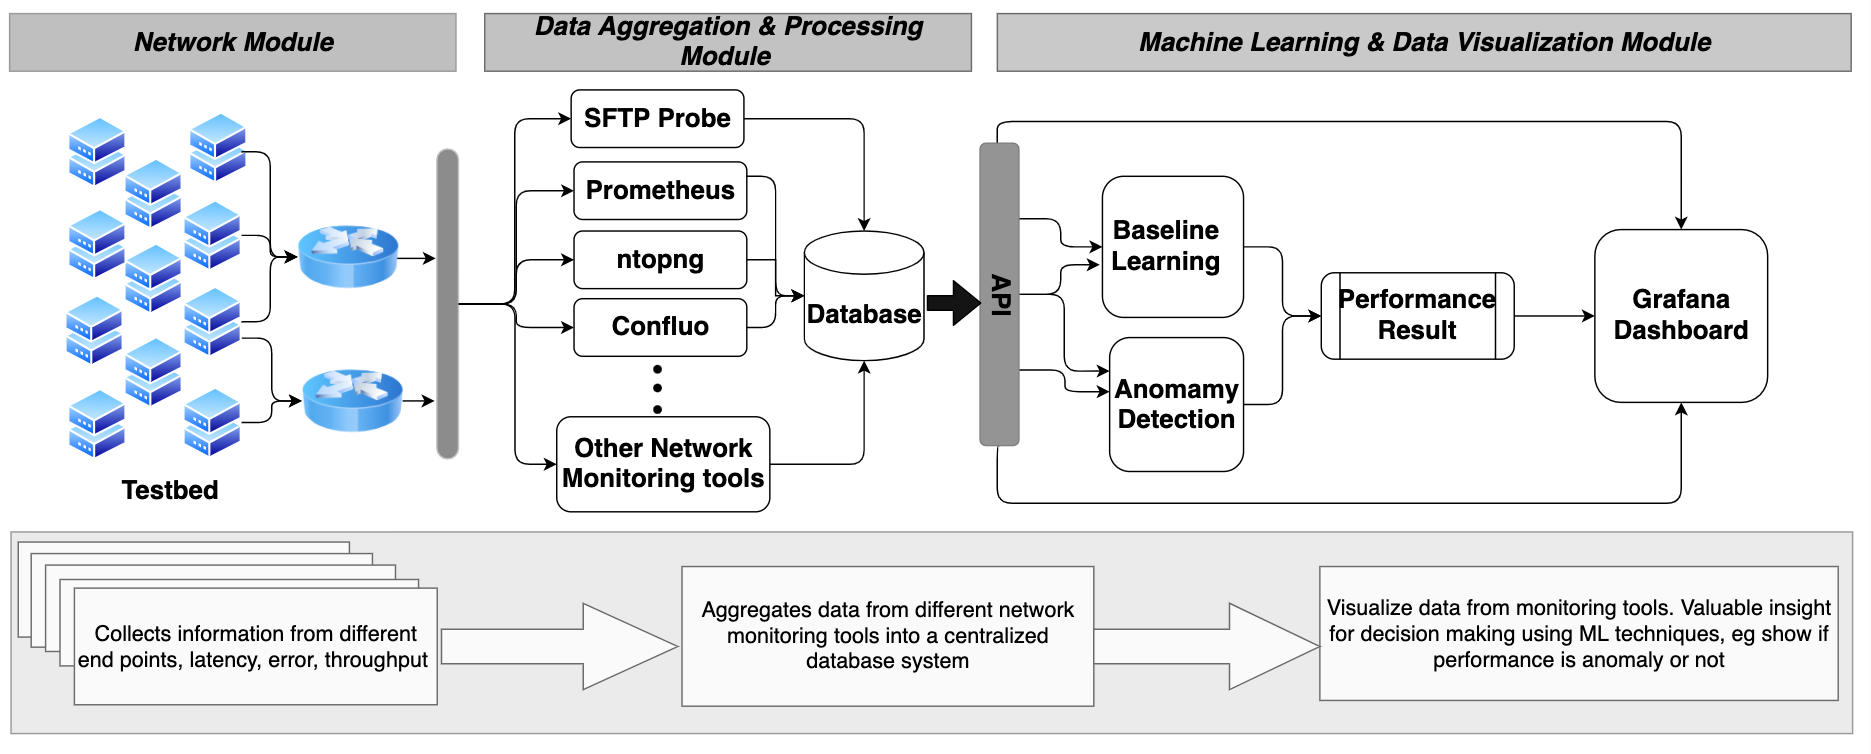 Network Module
Data Aggregation & Processing
Module
Machine Learning & Data Visualization Module
SFTP Probe
Prometheus
ntopng
Confluo
Other Network
Monitoring tools
Database
API
Baseline
Learning
Anomamy
Detection
Performance
Result
Grafana
Dashboard
Testbed
Collects information from different
end points, latency, error, throughput
Aggregates data from different network
monitoring tools into a centralized
database system
Visualize data from monitoring tools. Valuable insight
for decision making using ML techniques, eg show if
performance is anomaly or not